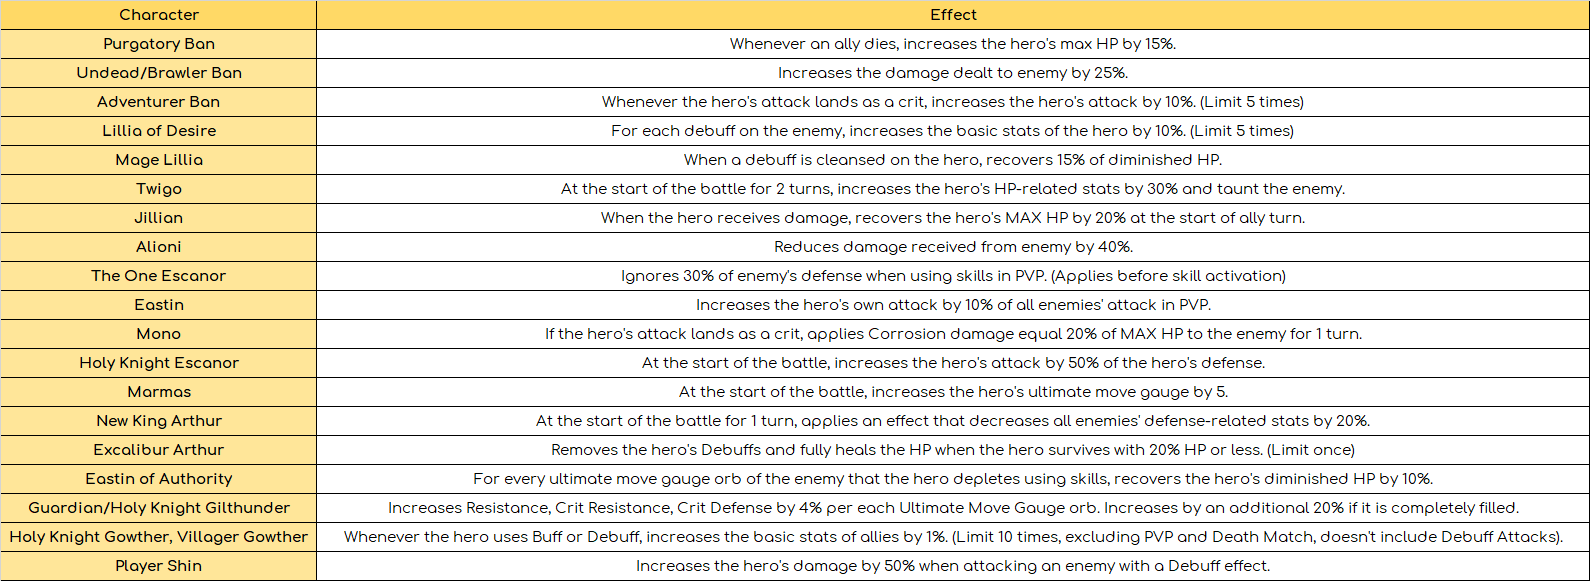 Character Effect
Purgatory Ban Whenever an ally dies, increases the hero's max HP by 15%.
Undead/Brawler Ban Increases the damage dealt to enemy by 25%.
Adventurer Ban Whenever the hero's attack lands as a crit, increases the hero's attack by 10%. (Limit 5 times)
Lillia of Desire For each debuff on the enemy, increases the basic stats of the hero by 10%. (Limit 5 times)
Mage Lillia When a debuff is cleansed on the hero, recovers 15% of diminished HP.
Twigo At the start of the battle for 2 turns, increases the hero's HP-related stats by 30% and taunt the enemy.
Jillian When the hero receives damage, recovers the hero's MAX HP by 20% at the start of ally turn.
Alioni Reduces damage received from enemy by 40%.
The One Escanor Ignores 30% of enemy's defense when using skills in PVP. (Applies before skill activation)
Eastin Increases the hero's own attack by 10% of all enemies' attack in PVP.
Mono If the hero's attack lands as a crit, applies Corrosion damage equal 20% of MAX HP to the enemy for 1 turn.
Holy Knight Escanor At the start of the battle, increases the hero's attack by 50% of the hero's defense.
Marmas At the start of the battle, increases the hero's ultimate move gauge by 5.
New King Arthur At the start of the battle for 1 turn, applies an effect that decreases all enemies' defense-related stats by 20%.
Excalibur Arthur Removes the hero's Debuffs and fully heals the HP when the hero survives with 20% HP or less. (Limit once)
Eastin of Authority For every ultimate move gauge orb of the enemy that the hero depletes using skills, recovers the hero's diminished HP by 10%.
Guardian/Holy Knight Gilthunder Increases Resistance, Crit Resistance, Crit Defense by 4% per each Ultimate Move Gauge orb. Increases by an additional 20% if it is completely filled.
Holy Knight Gowther, Villager Gowther Whenever the hero uses Buff or Debuff, increases the basic stats of allies by 1%. (Limit 10 times, excluding PVP and Death Match, doesn't include Debuff Attacks).
Player Shin Increases the hero's damage by 50% when attacking an enemy with a Debuff effect.